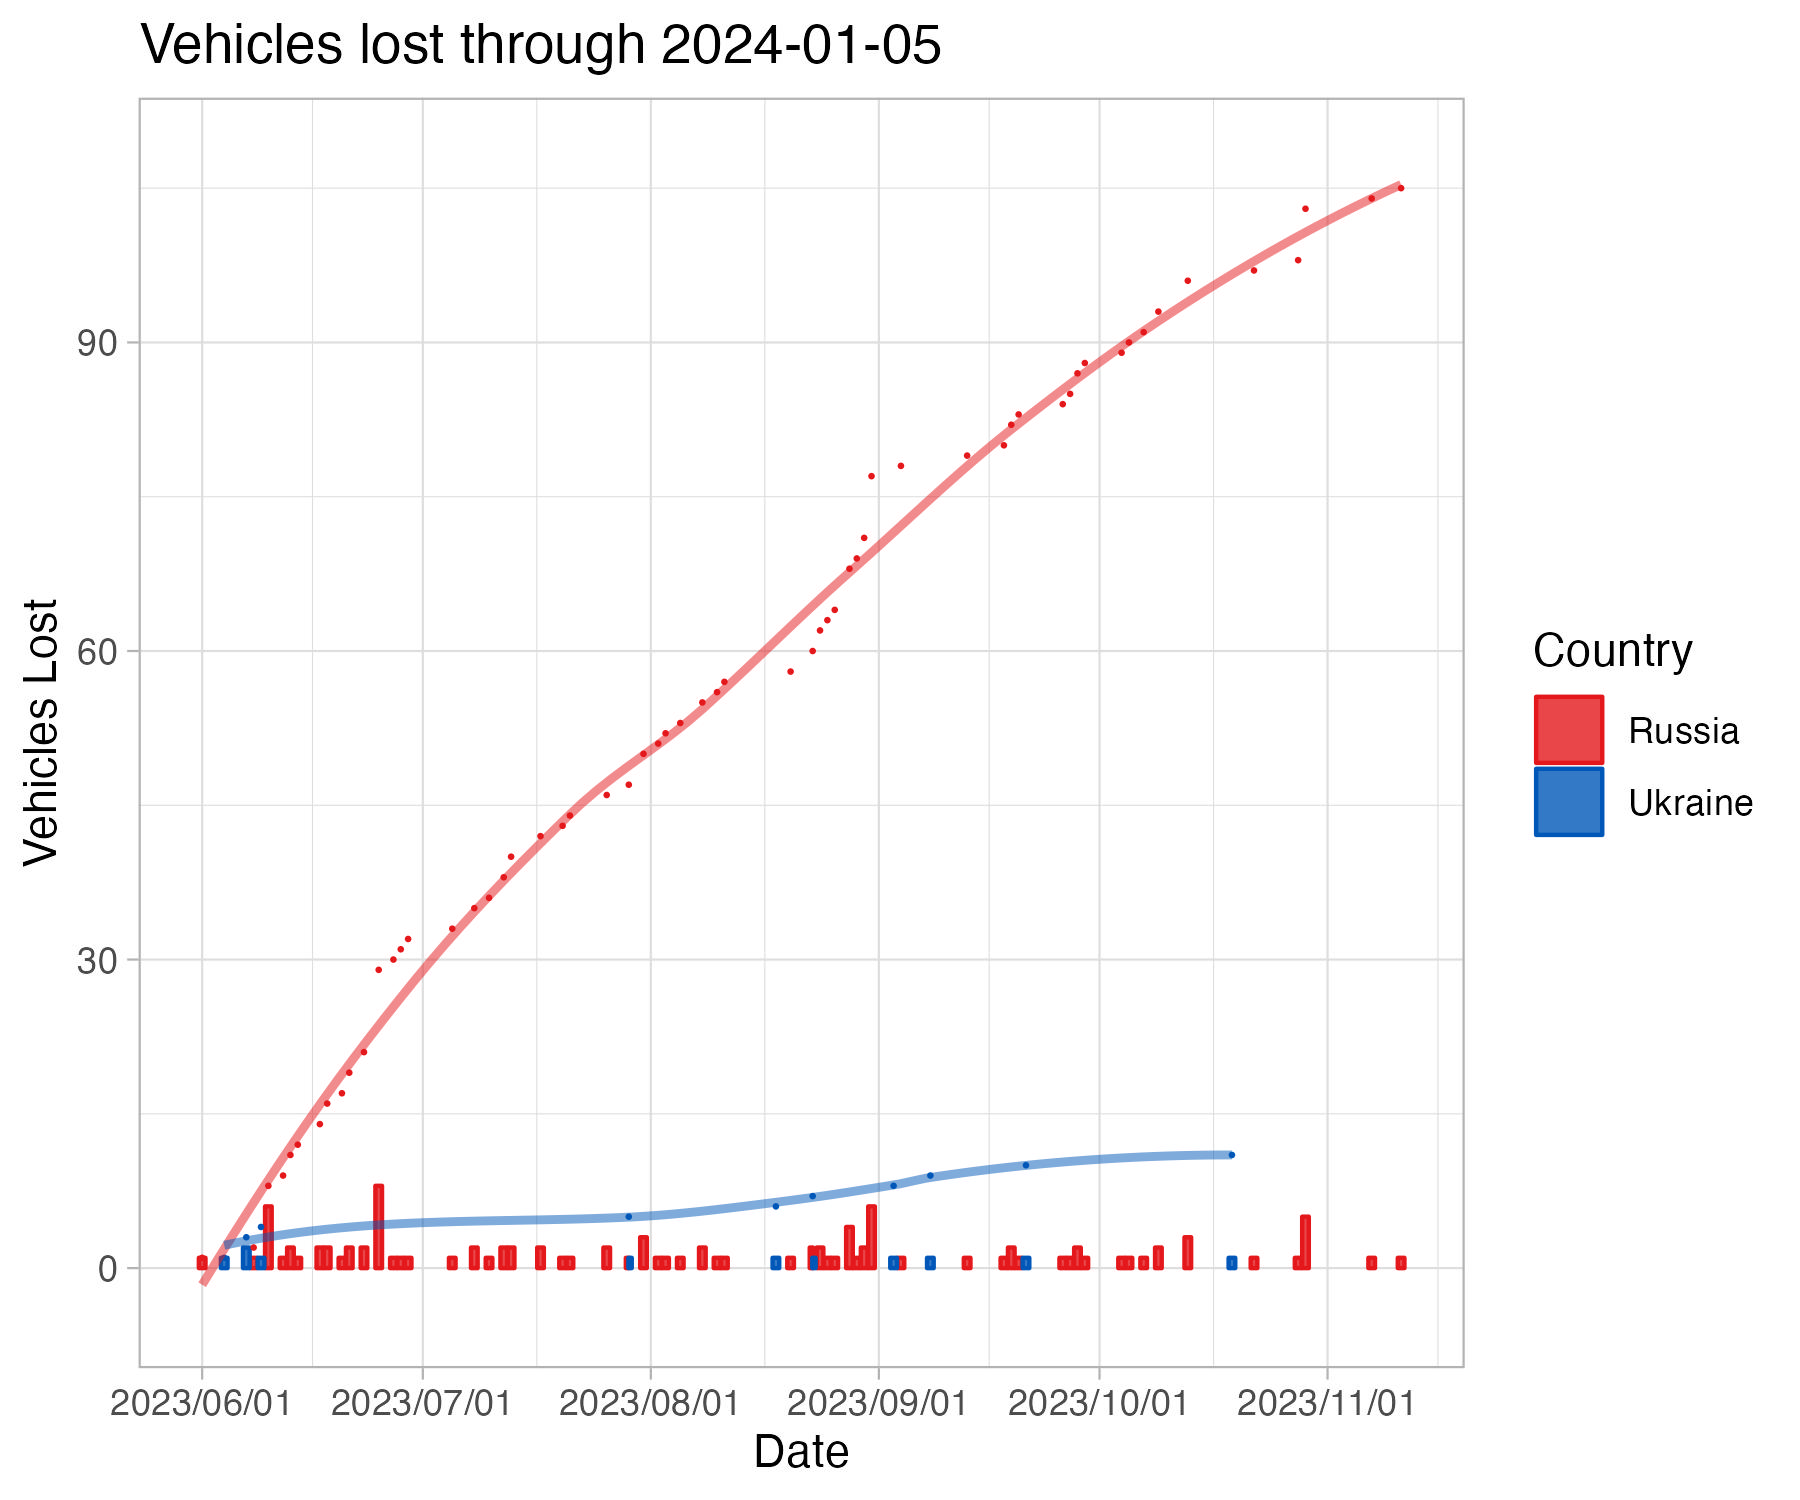 Vehicles lost through 2024-01-05
Vehicles Lost
90
60
30
0
2023/06/01 2023/07/01 2023/08/01 2023/09/01 2023/10/01 2023/11/01
Date
Country
Russia
Ukraine